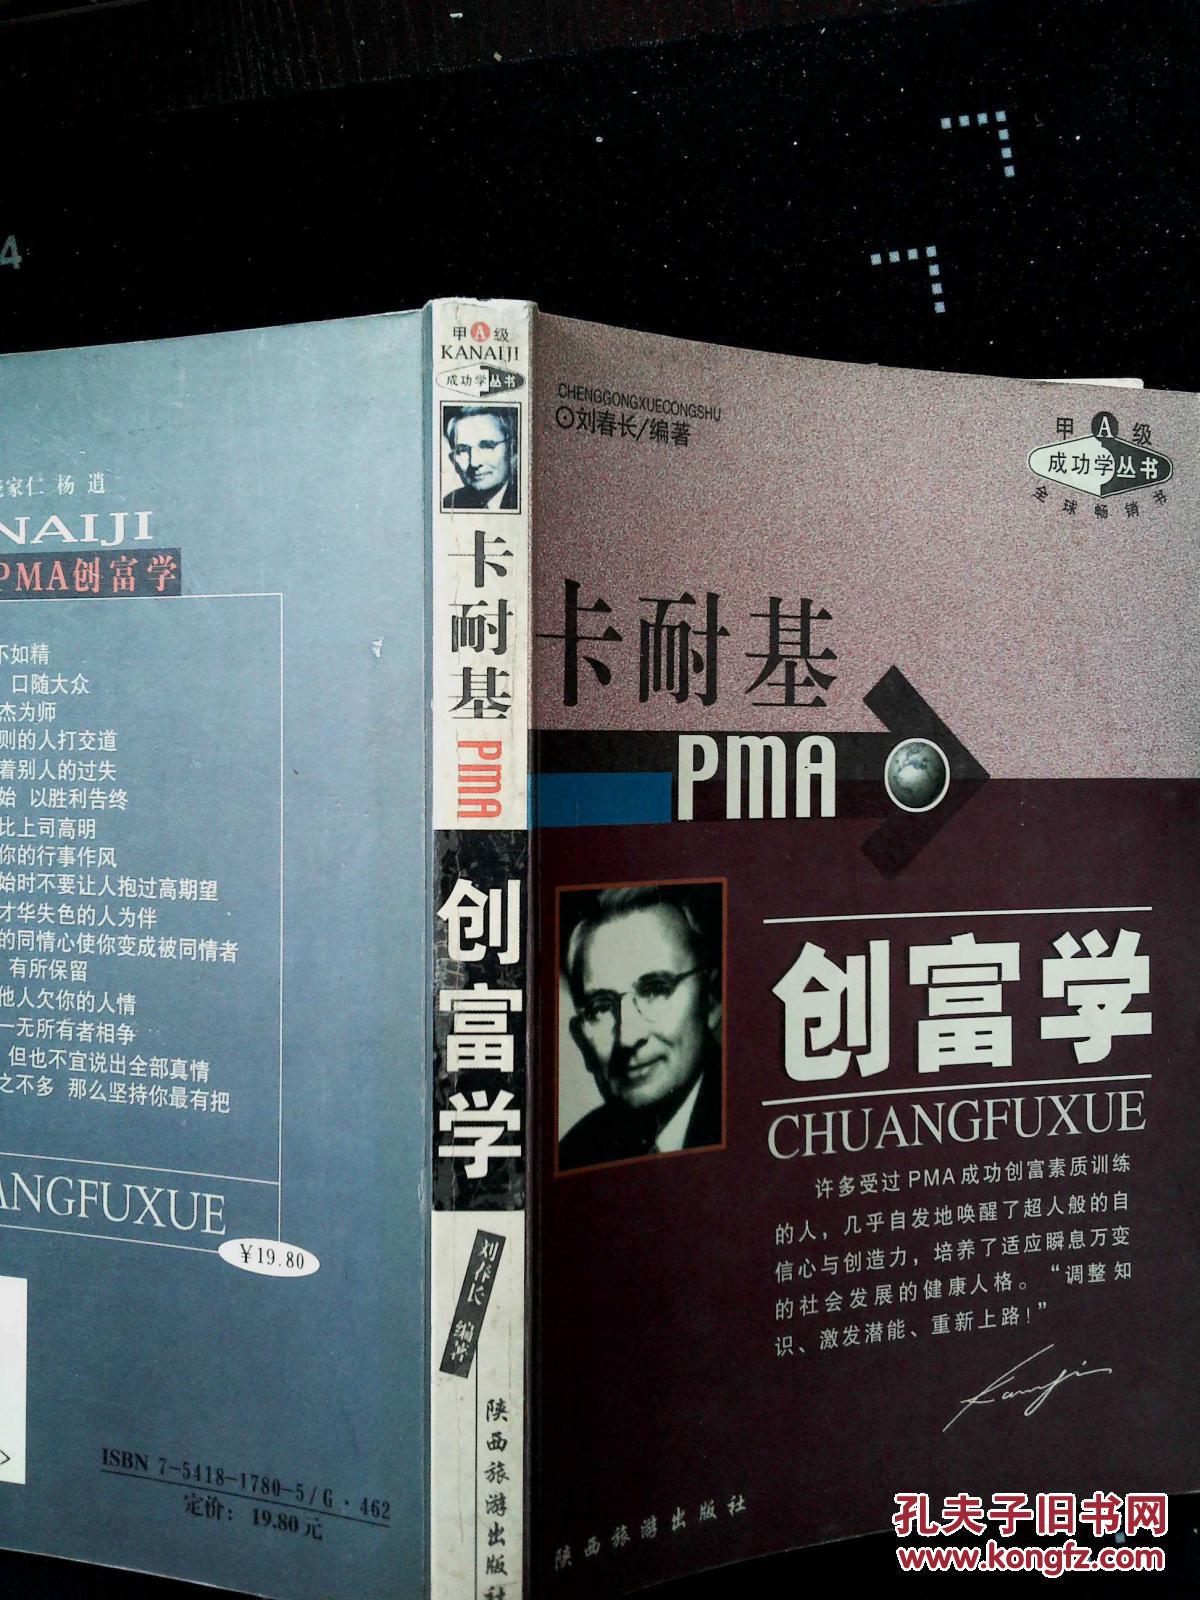 4
家仁 杨 逍
NAIJI
PMA创富学
不如精
口随大众
杰为师
则的人打交道
着别人的过失
始 以胜利告终
比上司高明
你的行事作风
始时不要让人抱过高期望
才华失色的人为伴
的同情心使你变成被同情者
有所保留
他人欠你的人情
一无所有者相争
但也不宜说出全部真情
之不多 那么坚持你最有把
ANGFUXUE
￥19.80
ISBN 7-5418-1780-5/G·462
定价：19.80元
甲A级
KANAIJI
成功学丛书
卡耐基
PMA
创富学
刘春长 编著
陕西旅游出版社
CHENGGONGXUECONGSHU
刘春长/编著
甲A级
成功学丛书
全球畅销书
卡耐基
PMA
创富学
CHUANGFUXUE
许多受过PMA成功创富素质训练
的人，几乎自发地唤醒了超人般的自
信心与创造力，培养了适应瞬息万变
的社会发展的健康人格。“调整知
识、激发潜能、重新上路！”
陕西旅游出版社
孔夫子旧书网
www.kongfz.com